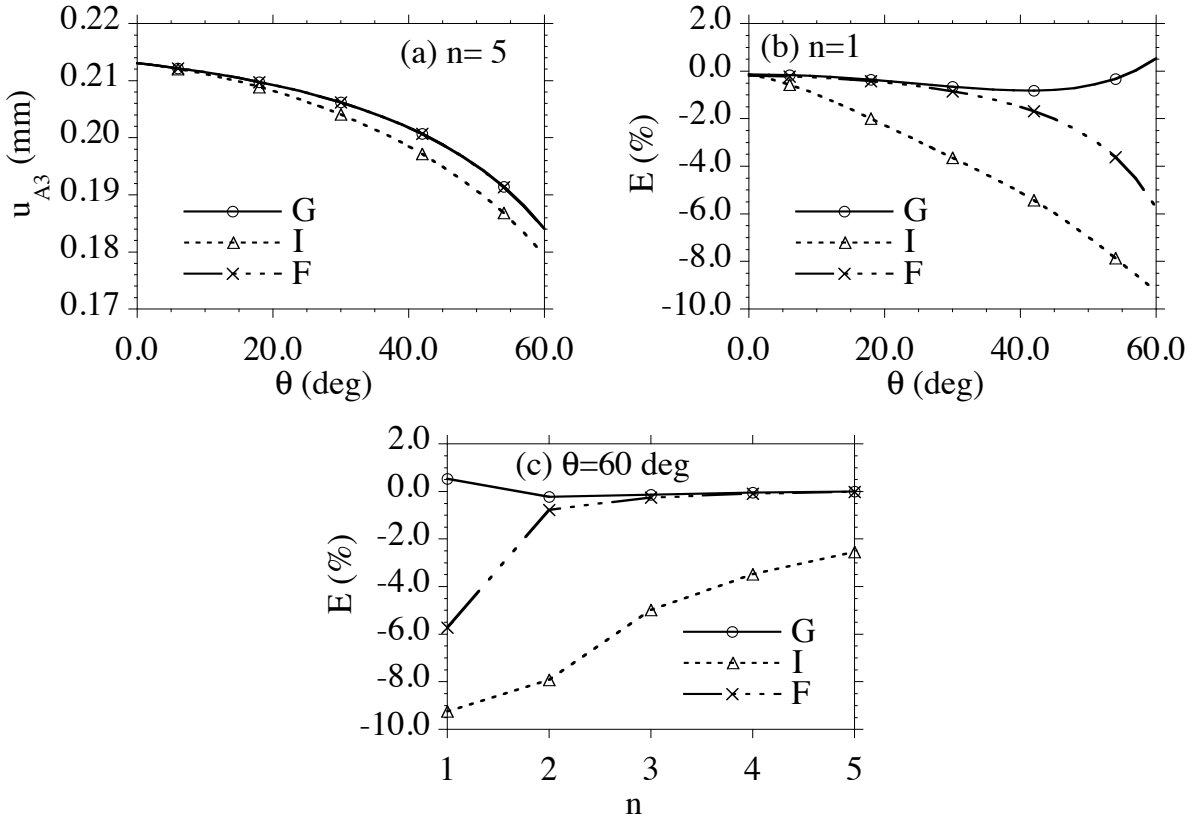 (a) n= 5
u_A3 (mm)
0.22
0.21
0.20
0.19
0.18
0.17
G
I
F
0.0 20.0 40.0 60.0
θ (deg)
(b) n=1
E (%)
2.0
0.0
-2.0
-4.0
-6.0
-8.0
-10.0
G
I
F
0.0 20.0 40.0 60.0
θ (deg)
(c) θ=60 deg
E (%)
2.0
0.0
-2.0
-4.0
-6.0
-8.0
-10.0
G
I
F
1 2 3 4 5
n